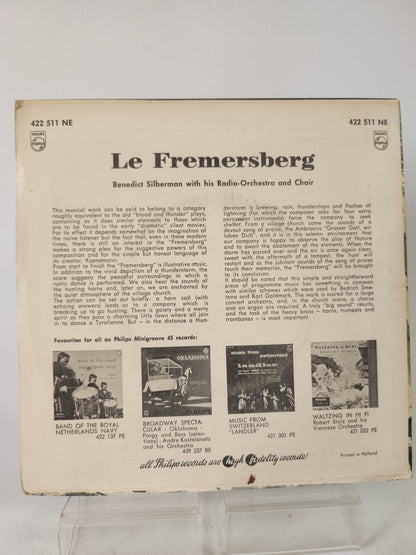 422 511 NE
422 511 NE
PHILIPS
PHILIPS
Le Fremersberg
Benedict Silberman with his Radio-Orchestra and Choir
This musical work can be said to belong to a category
roughly equivalent to the old "blood and thunder" plays,
containing as it does similar elements to those which
are to be found in the early "dramatic" silent movies.
For its effect it depends somewhat on the imagination of
the naive listener but the fact that, even in these modern
times, there is still an interest in the "Fremersberg"
makes a strong plea for the suggestive powers of this
composition and for the simple but honest language of
its creator, Koennemann.
From start to finish the "Fremersberg" is illustrative music.
In addition to the vivid depiction of a thunderstorm, the
score suggests the peaceful surroundings in which a
rustic dance is performed. We also hear the sounds of
the hunting horns and, later on, we are enchanted by
the quiet atmosphere of the village church.
The action can be set out briefly: a horn call (with
echoing answers) leads us to a company which is
breaking up to go hunting. There is gaiety and a merry
spirit as they pass a charming little town where all join
in to dance a Tyrolienne. But - in the distance a thun-
derstorm is brewing; rain, thunderclaps and flashes of
lightning (for which the composer asks for four extra
percussion instruments) force the company to seek
shelter. From a village church come the sounds of a
devout song of praise, the Ambrosius "Grosser Gott, wir
loben Dich", and it is in this solemn environment that
our company is happy to observe the play of Nature
and to await the abatement of the elements. When the
storm has passed over and the air is once again clear,
sweet with the aftermath of a tempest, the hunt will
restart and as the jubilant sounds of the song of praise
touch their memories, the "Fremersberg" will be brought
to its conclusion.
It should be noted that this simple and straightforward
piece of programme music has something in common
with similar schemes which were used by Bedrich Sme-
tana and Karl Goldmark. The work is scored for a large
concert orchestra, and, in the church scene, a chorus
and an organ are required. A truly "big sound" results,
and the task of the heavy brass - horns, trumpets and
trombones - is most important.
Favourites for all on Philips Minigroove 45 records:
band of the royal
netherlands navy
OKLAHOMA
music from
switzerland
landler
WALTZING in HI-FI
BAND OF THE ROYAL
NETHERLANDS NAVY
422 137 PE
BROADWAY SPECTA-
CULAR - Oklahoma -
Porgy and Bess (selec-
tions) - Andre Kostelanetz
and his Orchestra
429 237 BE
MUSIC FROM
SWITZERLAND
"LANDLER"
421 301 PE
WALTZING IN HI FI
Robert Stolz and his
Viennese Orchestra
421 032 PE
all Philips records are High Fidelity records!
Printed in Holland